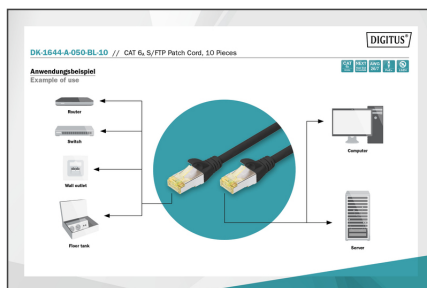 DIGITUS®
DK-1644-A-050-BL-10 // CAT 6A S/FTP Patch Cord, 10 Pieces
Anwendungsbeispiel
Example of use
Router
Switch
Wall outlet
Floor tank
Computer
Server